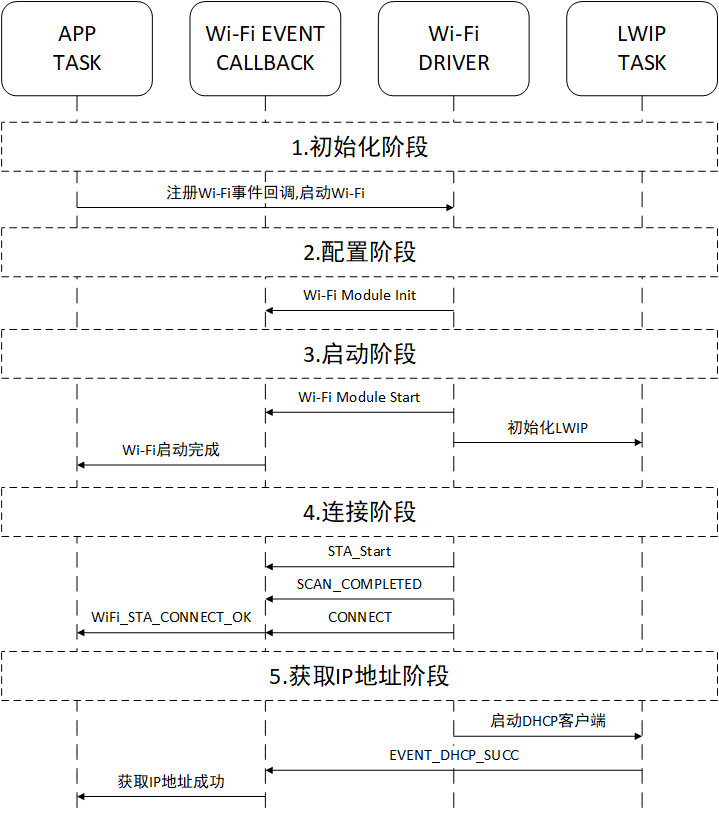 APP
TASK
Wi-Fi EVENT
CALLBACK
Wi-Fi
DRIVER
LWIP
TASK
1.初始化阶段
注册Wi-Fi事件回调,启动Wi-Fi
2.配置阶段
Wi-Fi Module Init
3.启动阶段
Wi-Fi Module Start
初始化LWIP
Wi-Fi启动完成
4.连接阶段
STA_Start
SCAN_COMPLETED
WiFi_STA_CONNECT_OK
CONNECT
5.获取IP地址阶段
启动DHCP客户端
EVENT_DHCP_SUCC
获取IP地址成功